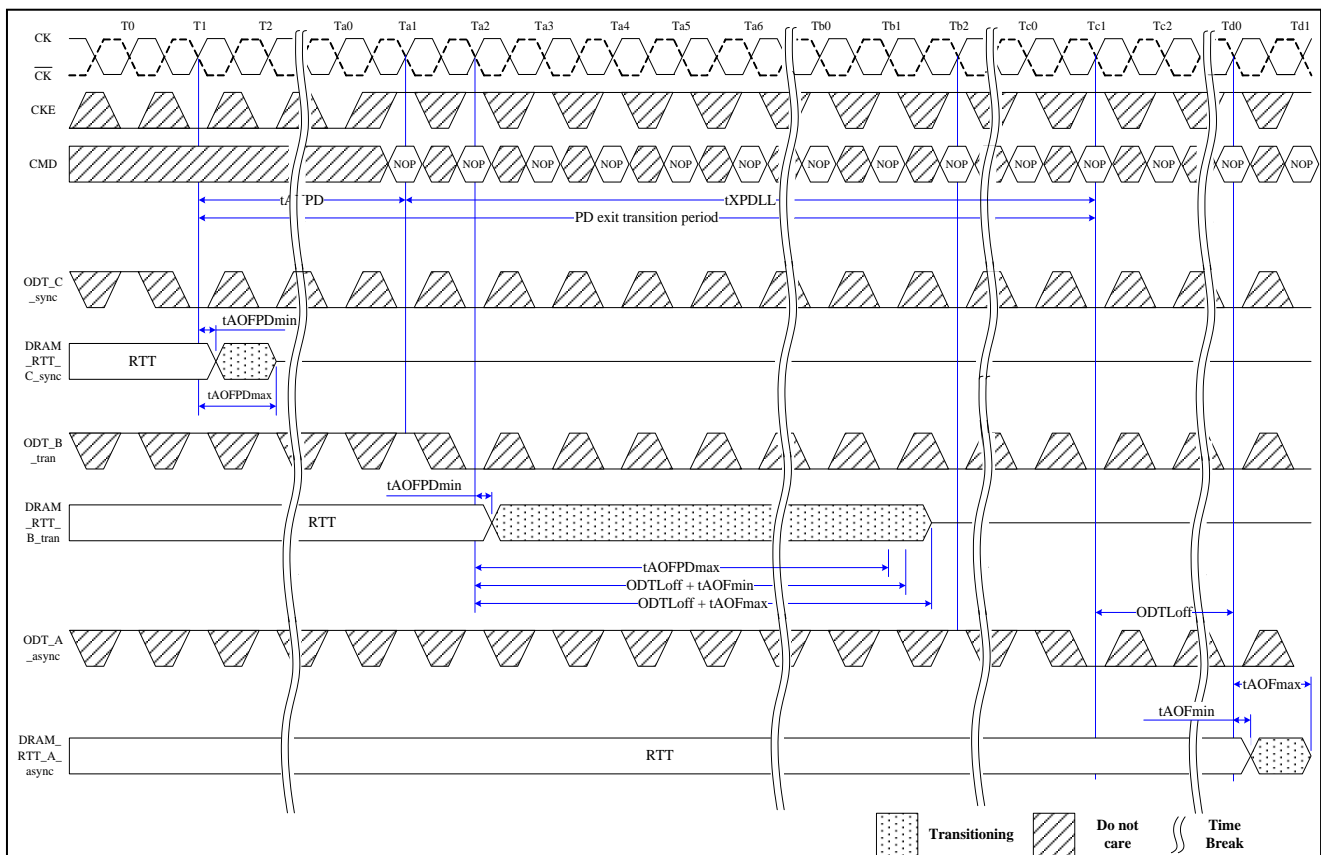 T0 T1 T2 Ta0 Ta1 Ta2 Ta3 Ta4 Ta5 Ta6 Tb0 Tb1 Tb2 Tc0 Tc1 Tc2 Td0 Td1
CK
CK
CKE
CMD
NOP NOP NOP NOP NOP NOP NOP NOP NOP NOP NOP NOP NOP NOP
tXPDLL
PD exit transition period
ODT_C
_sync
tAOFPDmin
DRAM
_RTT_
C_sync
RTT
tAOFPDmax
ODT_B
_tran
tAOFPDmin
DRAM
_RTT_
B_tran
RTT
tAOFPDmax
ODTLoff + tAOFmin
ODTLoff + tAOFmax
ODTLoff
ODT_A
_async
tAOFmax
tAOFmin
DRAM_
RTT_A_
async
RTT
Transitioning
Do not
care
Time
Break